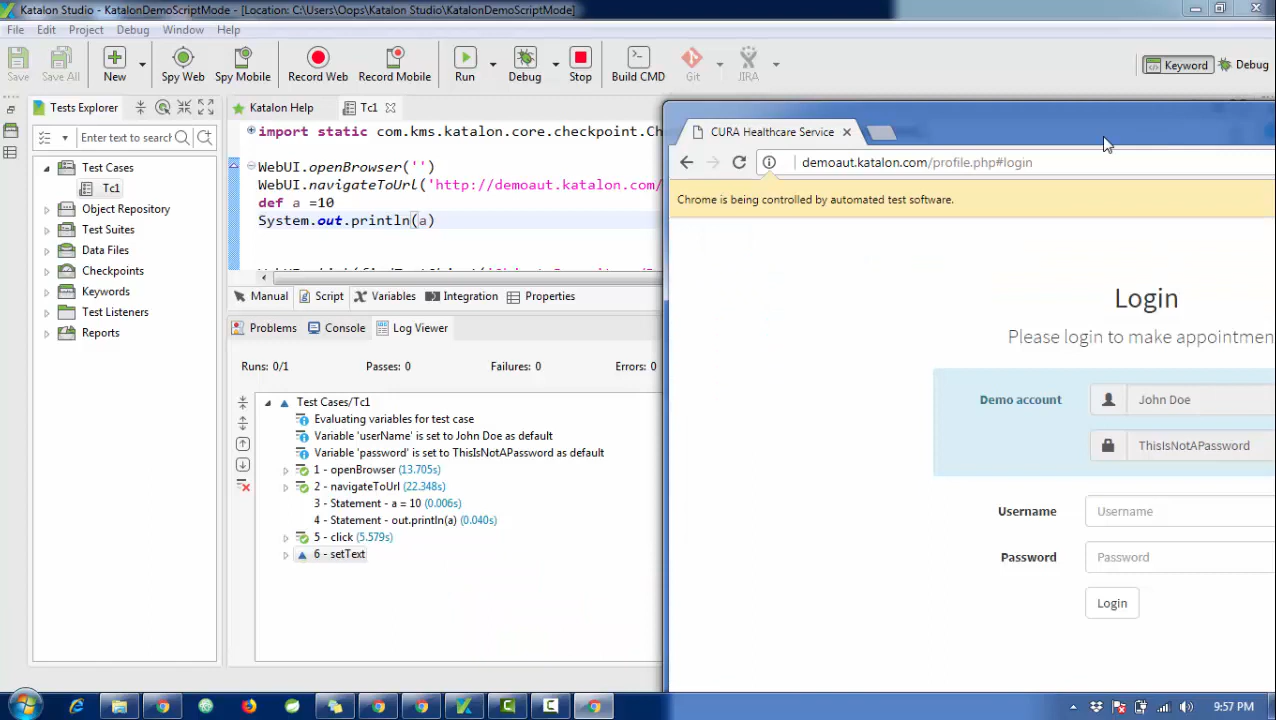 Katalon Studio - KatalonDemoScriptMode - [Location: C:\Users\Oops\Katalon Studio\KatalonDemoScriptMode]
File Edit Project Debug Window Help
Save Save All New Spy Web Spy Mobile Record Web Record Mobile Run Debug Stop Build CMD Git JIRA Keyword Debug
Tests Explorer
Enter text to search
Test Cases
Tc1
Object Repository
Test Suites
Data Files
Checkpoints
Keywords
Test Listeners
Reports
Katalon Help Tc1
import static com.kms.katalon.core.checkpoint.Ch
WebUI.openBrowser('')
WebUI.navigateToUrl('http://demoaut.katalon.com/
def a =10
System.out.println(a)
Manual Script Variables Integration Properties
Problems Console Log Viewer
Runs: 0/1 Passes: 0 Failures: 0 Errors: 0
Test Cases/Tc1
Evaluating variables for test case
Variable 'userName' is set to John Doe as default
Variable 'password' is set to ThisIsNotAPassword as default
1 - openBrowser (13.705s)
2 - navigateToUrl (22.348s)
3 - Statement - a = 10 (0.006s)
4 - Statement - out.println(a) (0.040s)
5 - click (5.579s)
6 - setText
CURA Healthcare Service
demoaut.katalon.com/profile.php#login
Chrome is being controlled by automated test software.
Login
Please login to make appointmen
Demo account John Doe
ThisIsNotAPassword
Username Username
Password Password
Login
9:57 PM